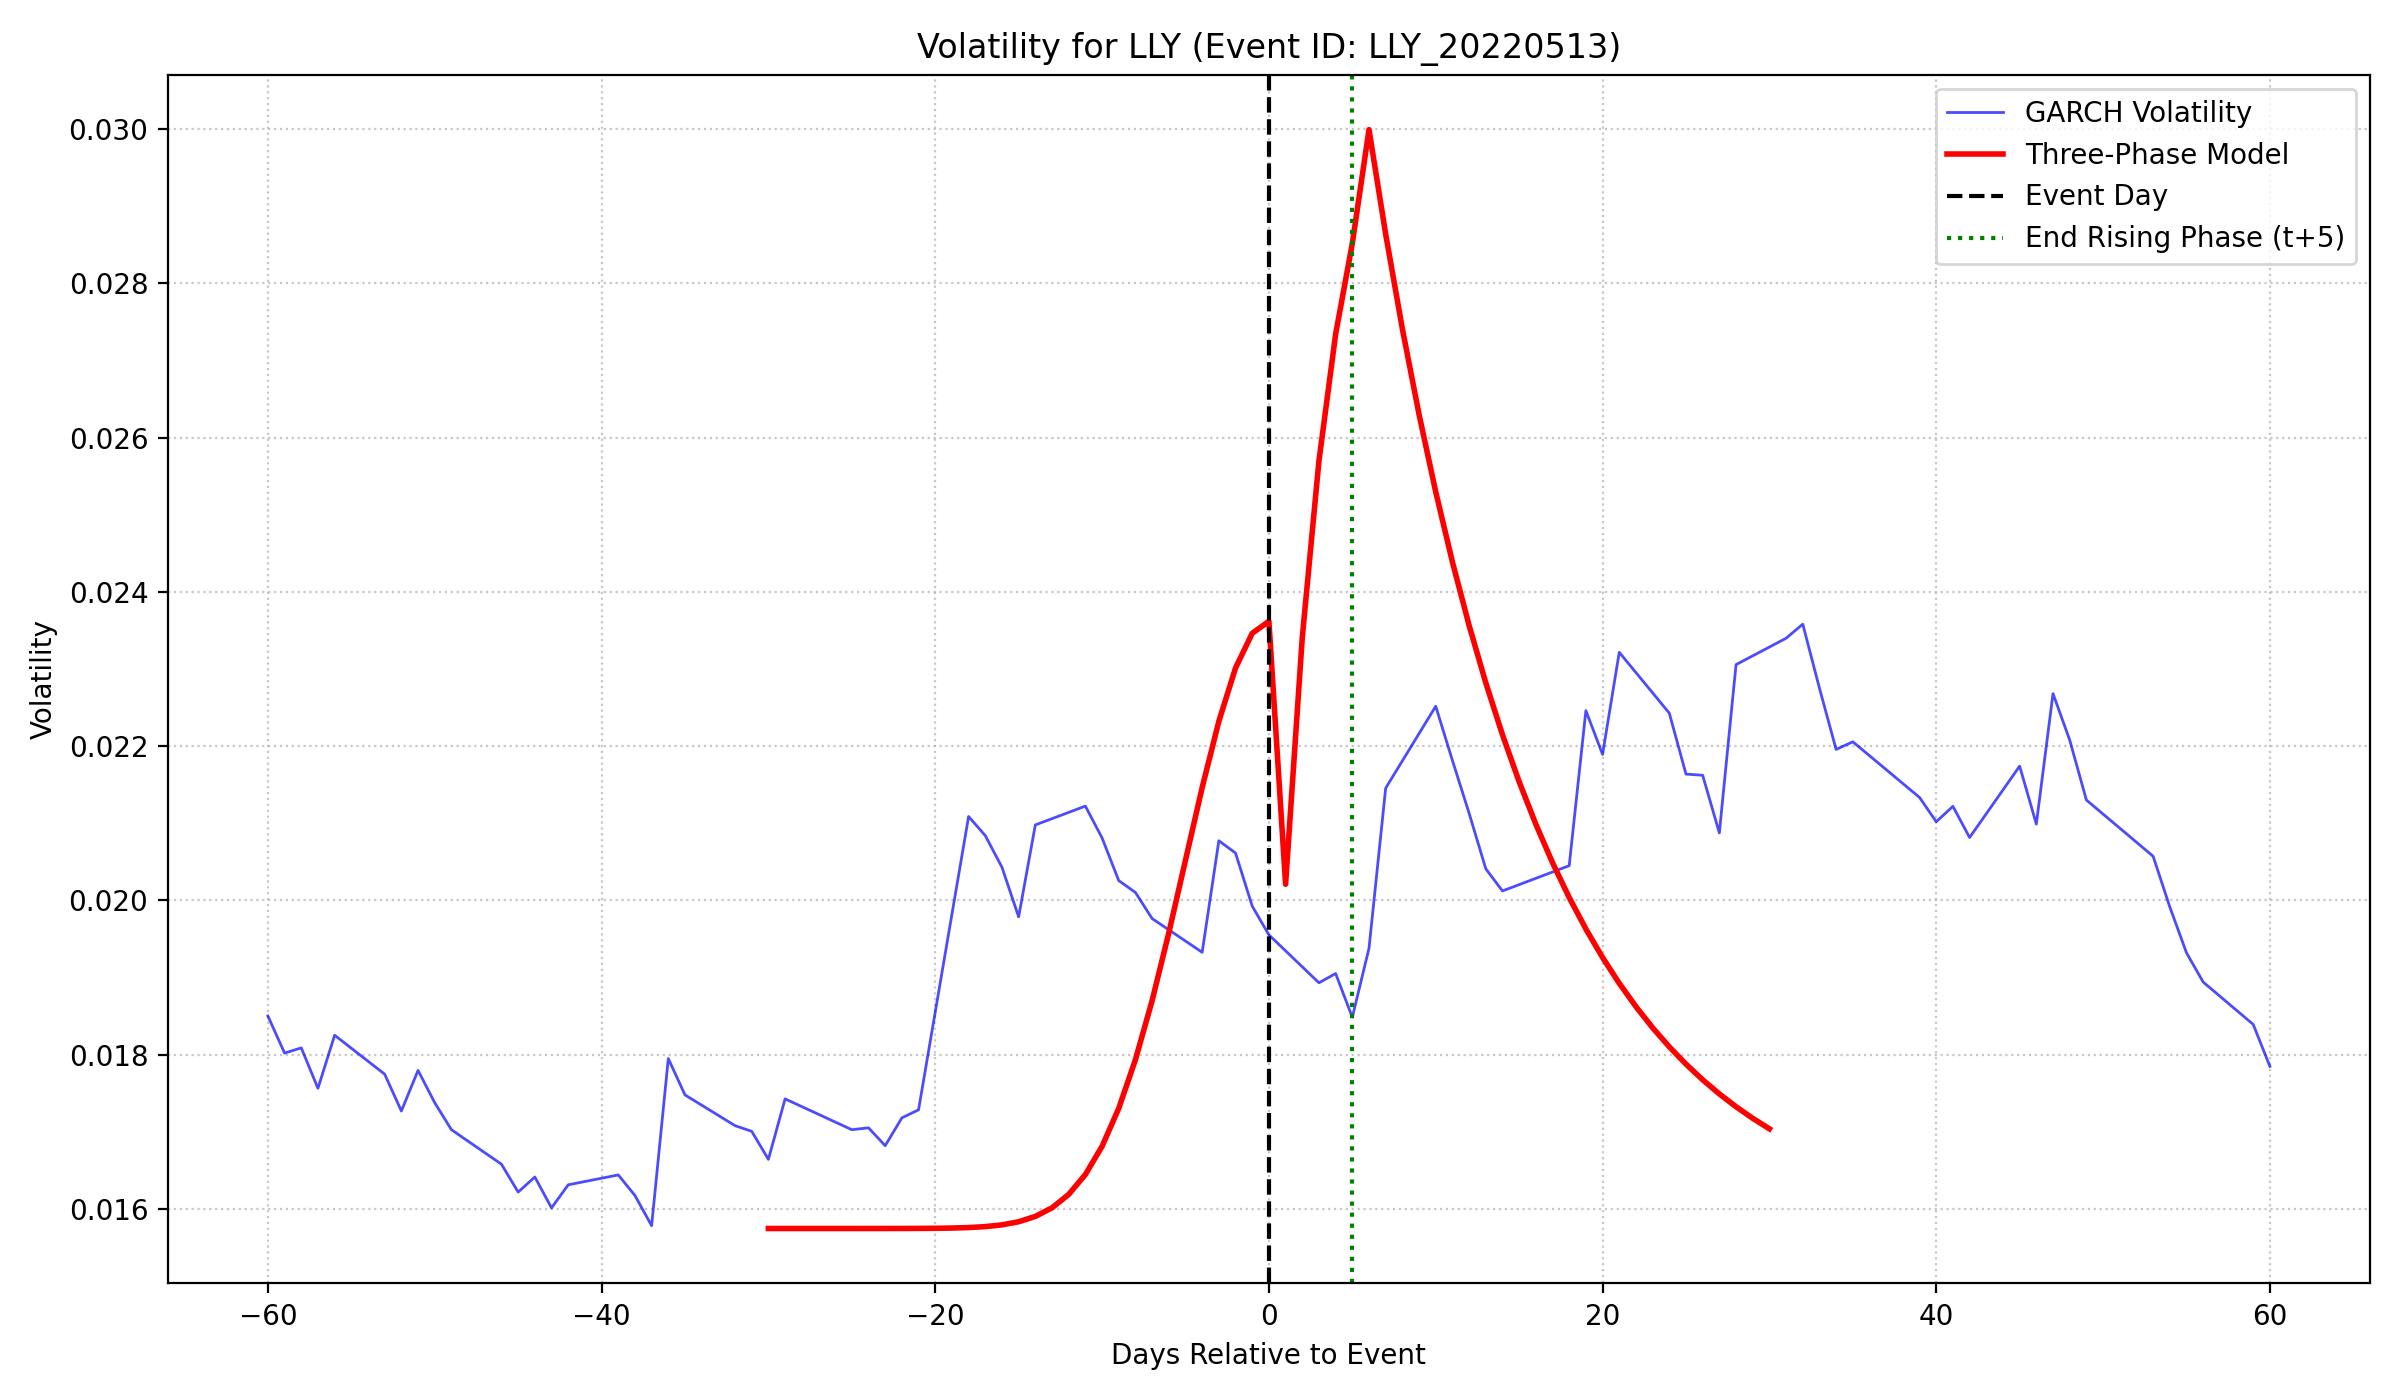 Volatility for LLY (Event ID: LLY_20220513)
GARCH Volatility
Three-Phase Model
Event Day
End Rising Phase (t+5)
Volatility
0.030
0.028
0.026
0.024
0.022
0.020
0.018
0.016
−60
−40
−20
0
20
40
60
Days Relative to Event